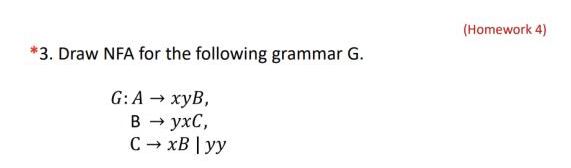 (Homework 4)
*3. Draw NFA for the following grammar G.
G: A → xyB,
B → yxC,
C → xB | yy